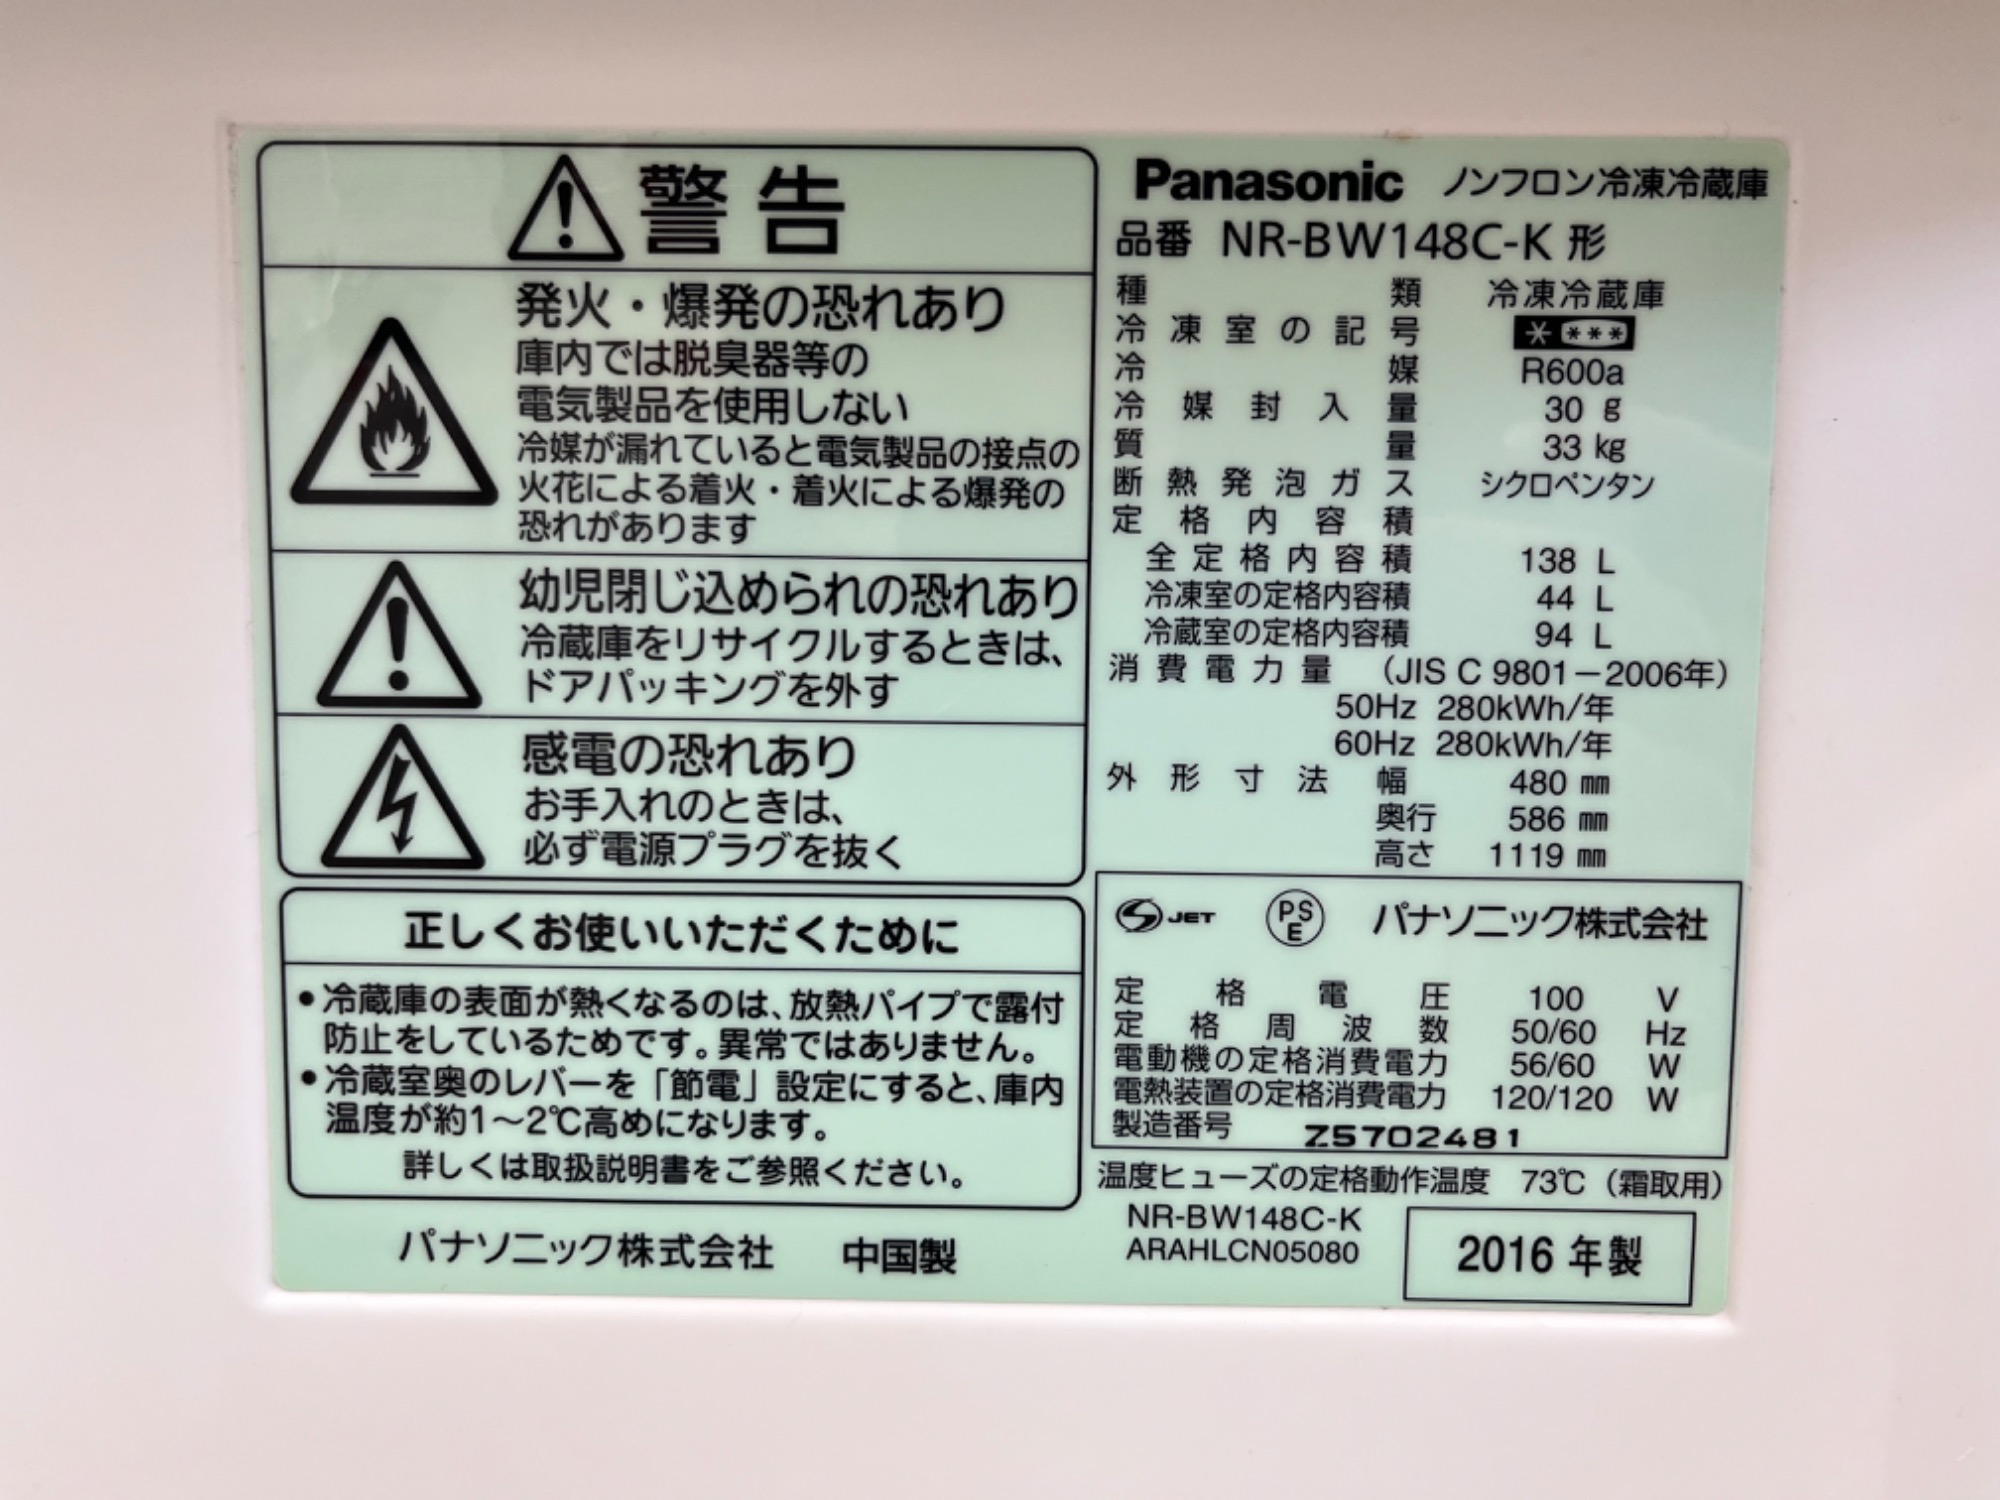 警告
発火・爆発の恐れあり
庫内では脱臭器等の
電気製品を使用しない
冷媒が漏れていると電気製品の接点の
火花による着火・着火による爆発の
恐れがあります
幼児閉じ込められの恐れあり
冷蔵庫をリサイクルするときは、
ドアパッキングを外す
感電の恐れあり
お手入れのときは、
必ず電源プラグを抜く
正しくお使いいただくために
•冷蔵庫の表面が熱くなるのは、放熱パイプで露付
防止をしているためです。異常ではありません。
•冷蔵室奥のレバーを「節電」設定にすると、庫内
温度が約1～2℃高めになります。
詳しくは取扱説明書をご参照ください。
パナソニック株式会社 中国製
Panasonic ノンフロン冷凍冷蔵庫
品番 NR-BW148C-K 形
種類 冷凍冷蔵庫
冷凍室の記号 * ***
冷媒 R600a
冷媒封入量 30 g
質量 33 kg
断熱発泡ガス シクロペンタン
定格内容積
全定格内容積 138 L
冷凍室の定格内容積 44 L
冷蔵室の定格内容積 94 L
消費電力量 (JIS C 9801－2006年)
50Hz 280kWh/年
60Hz 280kWh/年
外形寸法 幅 480 ㎜
奥行 586 ㎜
高さ 1119 ㎜
S JET PSE パナソニック株式会社
定格電圧 100 V
定格周波数 50/60 Hz
電動機の定格消費電力 56/60 W
電熱装置の定格消費電力 120/120 W
製造番号 Z5702481
温度ヒューズの定格動作温度 73℃（霜取用）
NR-BW148C-K
ARAHLCN05080
2016 年製